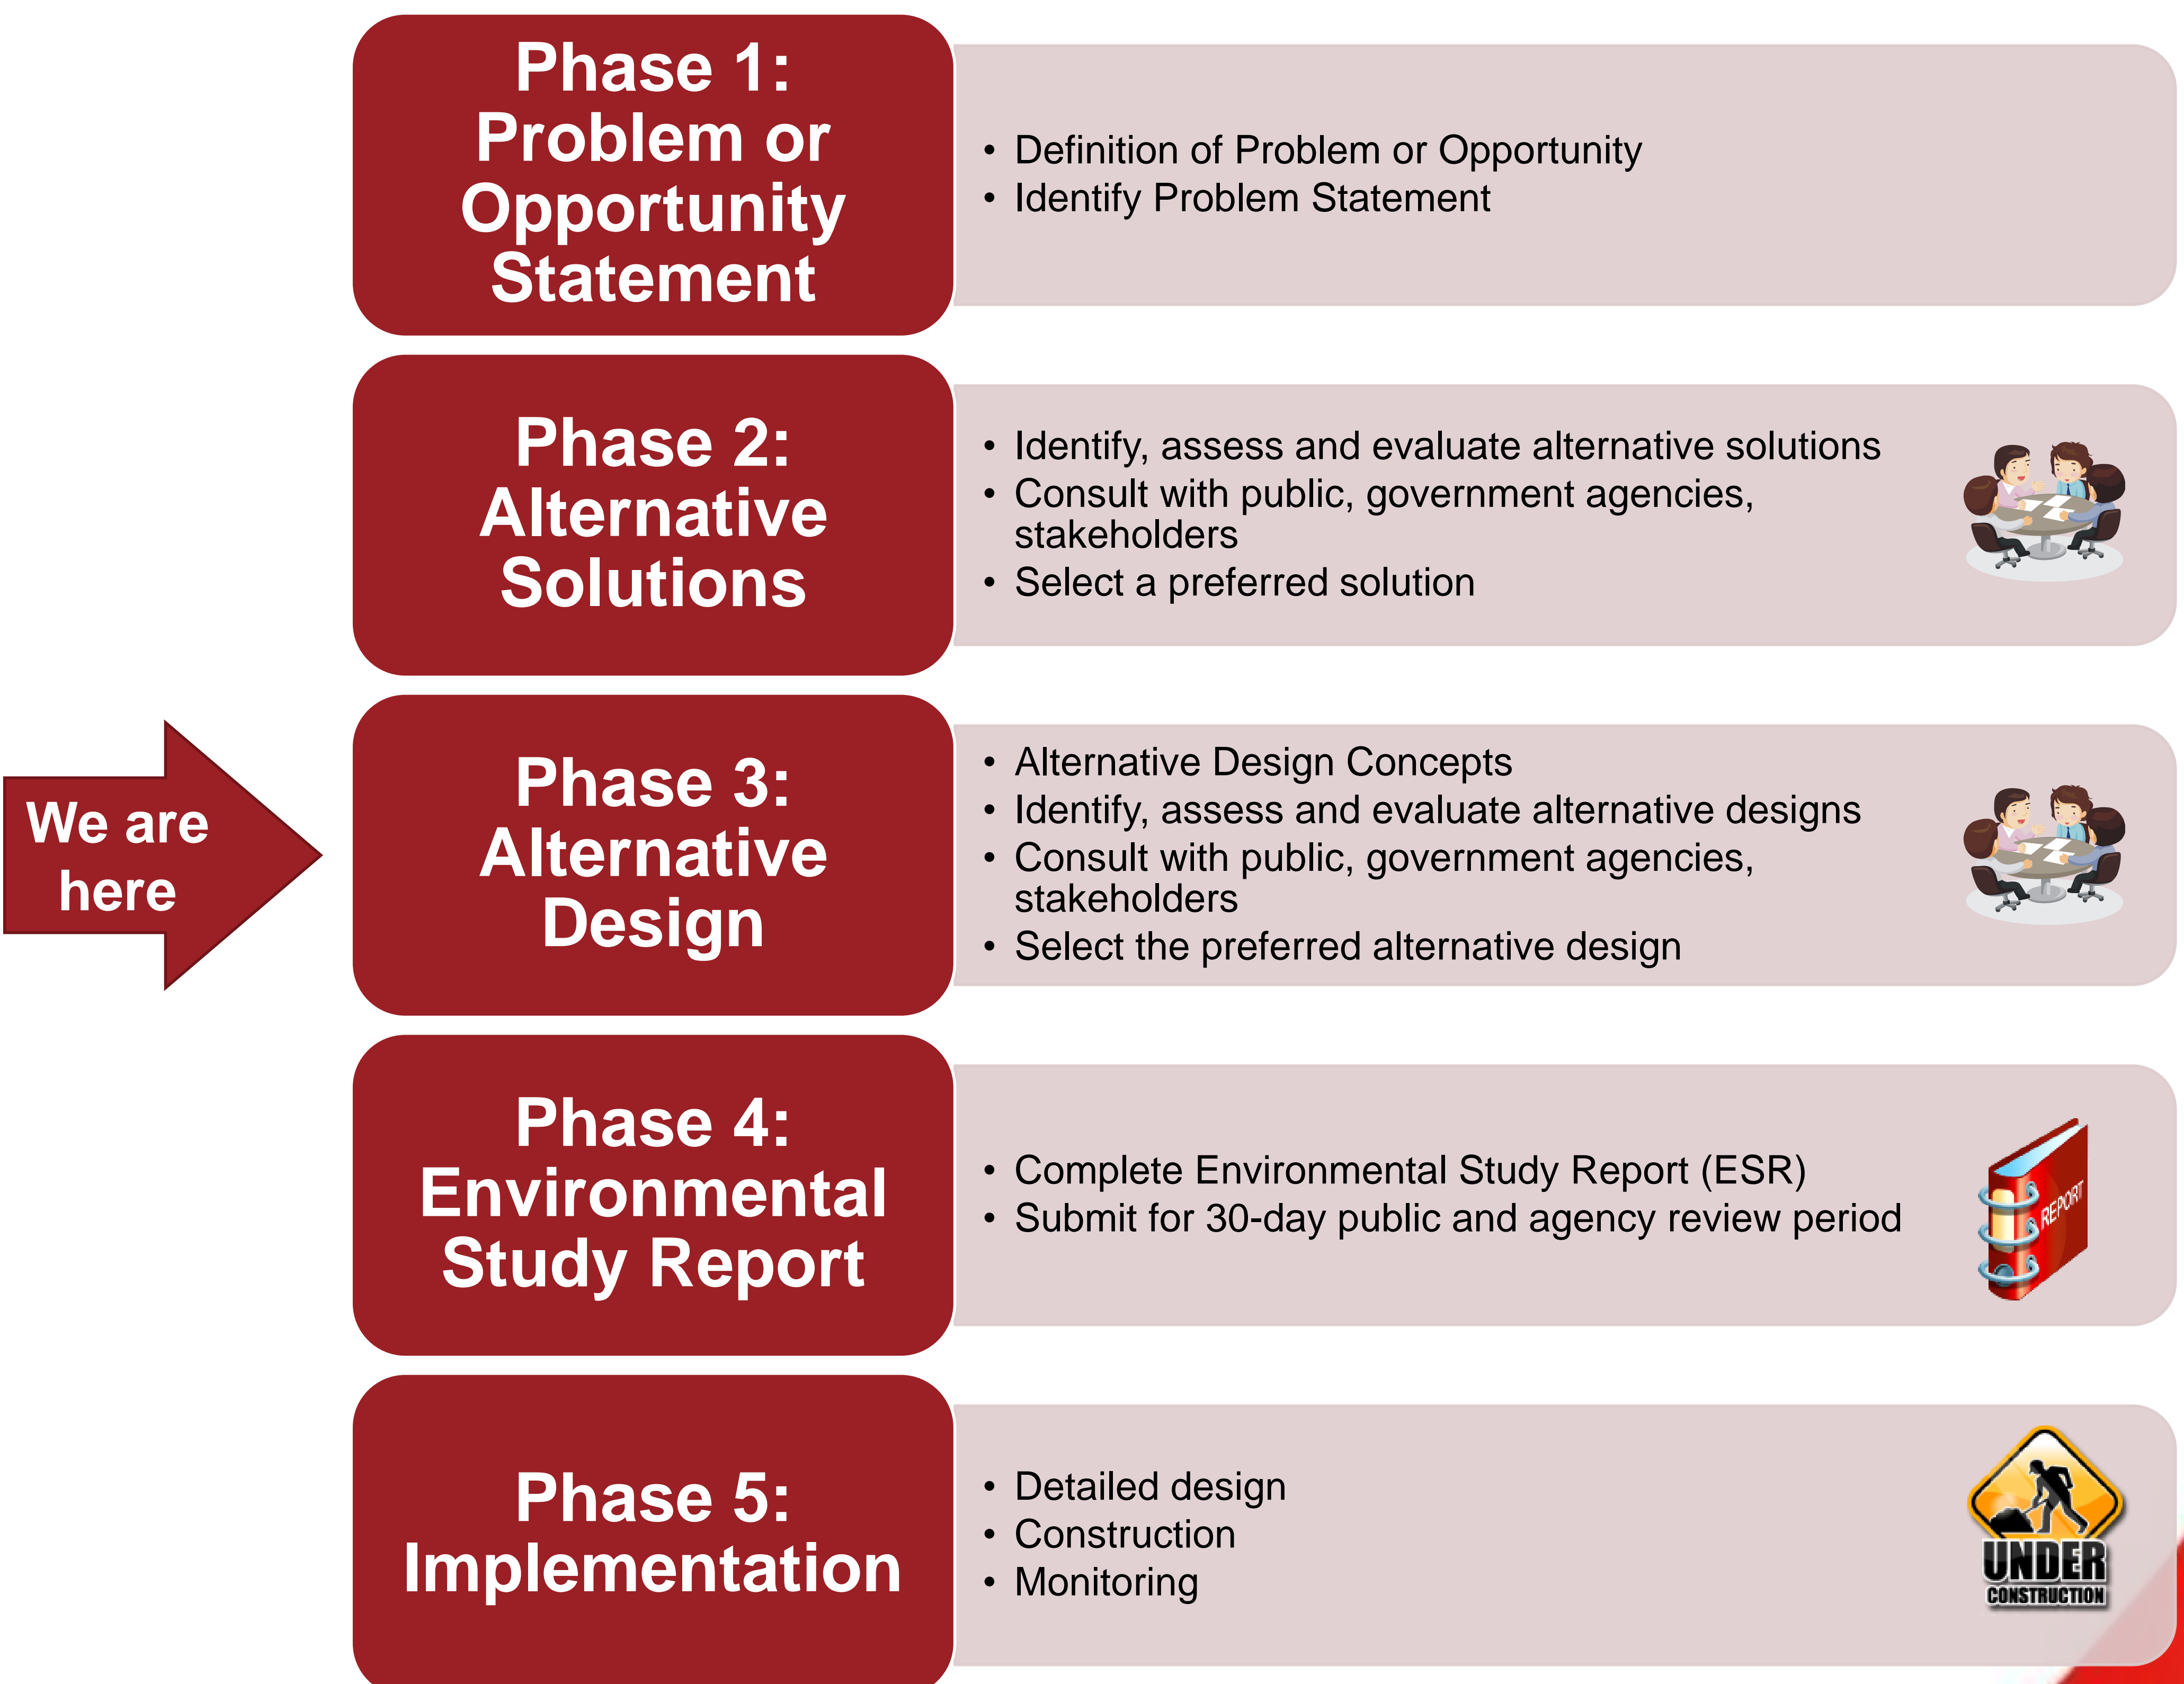 Phase 1:
Problem or
Opportunity
Statement
• Definition of Problem or Opportunity
• Identify Problem Statement
Phase 2:
Alternative
Solutions
• Identify, assess and evaluate alternative solutions
• Consult with public, government agencies,
stakeholders
• Select a preferred solution
We are
here
Phase 3:
Alternative
Design
• Alternative Design Concepts
• Identify, assess and evaluate alternative designs
• Consult with public, government agencies,
stakeholders
• Select the preferred alternative design
Phase 4:
Environmental
Study Report
• Complete Environmental Study Report (ESR)
• Submit for 30-day public and agency review period
REPORT
Phase 5:
Implementation
• Detailed design
• Construction
• Monitoring
UNDER
CONSTRUCTION